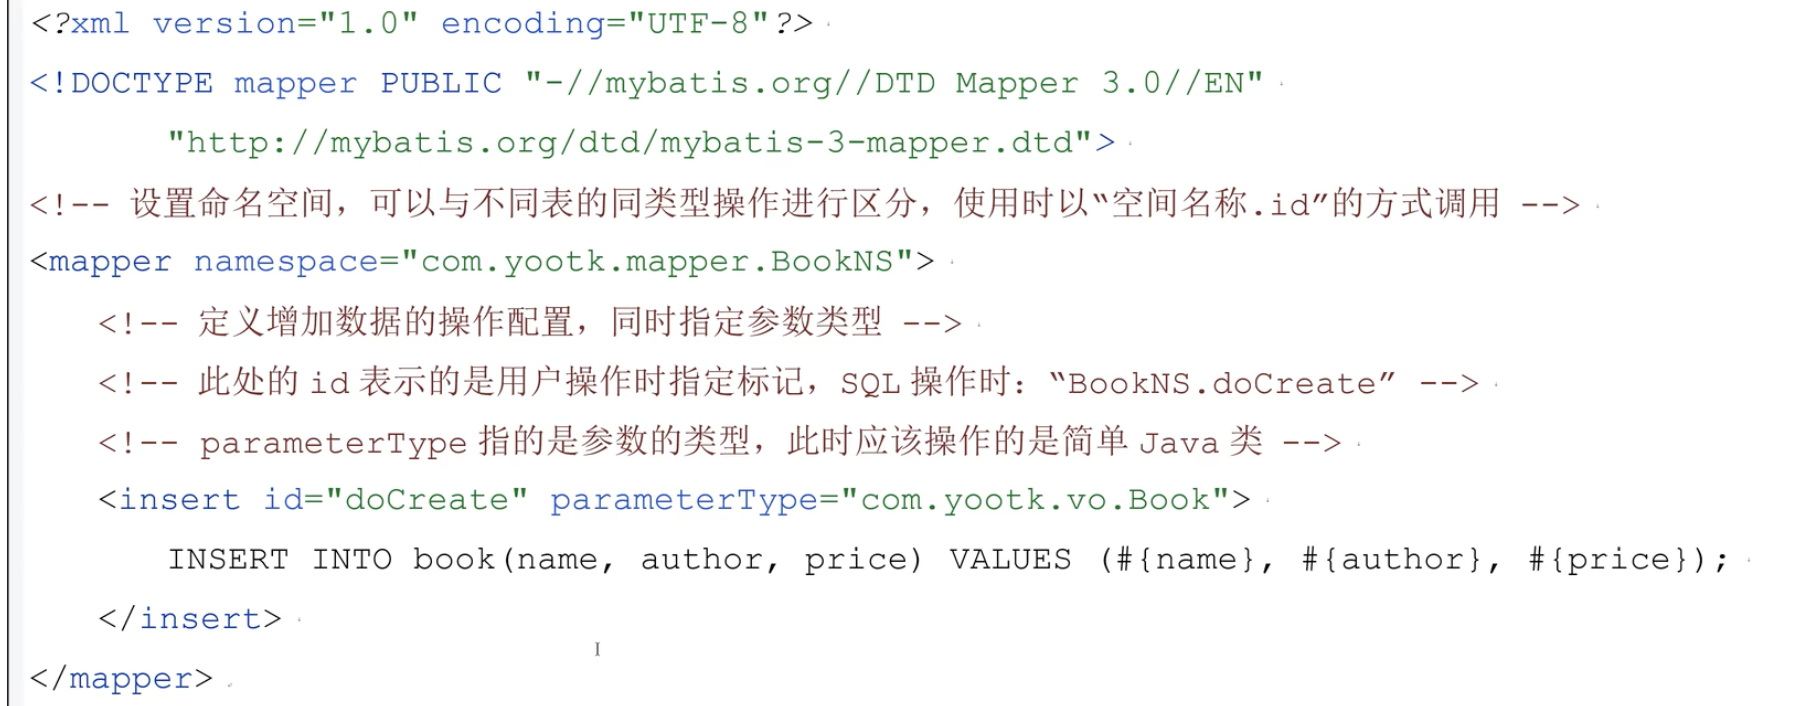 <?xml version="1.0" encoding="UTF-8"?>
<!DOCTYPE mapper PUBLIC "-//mybatis.org//DTD Mapper 3.0//EN"
"http://mybatis.org/dtd/mybatis-3-mapper.dtd">
<!-- 设置命名空间，可以与不同表的同类型操作进行区分，使用时以“空间名称.id”的方式调用 -->
<mapper namespace="com.yootk.mapper.BookNS">
<!-- 定义增加数据的操作配置，同时指定参数类型 -->
<!-- 此处的 id 表示的是用户操作时指定标记，SQL 操作时：“BookNS.doCreate” -->
<!-- parameterType 指的是参数的类型，此时应该操作的是简单 Java 类 -->
<insert id="doCreate" parameterType="com.yootk.vo.Book">
INSERT INTO book(name, author, price) VALUES (#{name}, #{author}, #{price});
</insert>
</mapper>